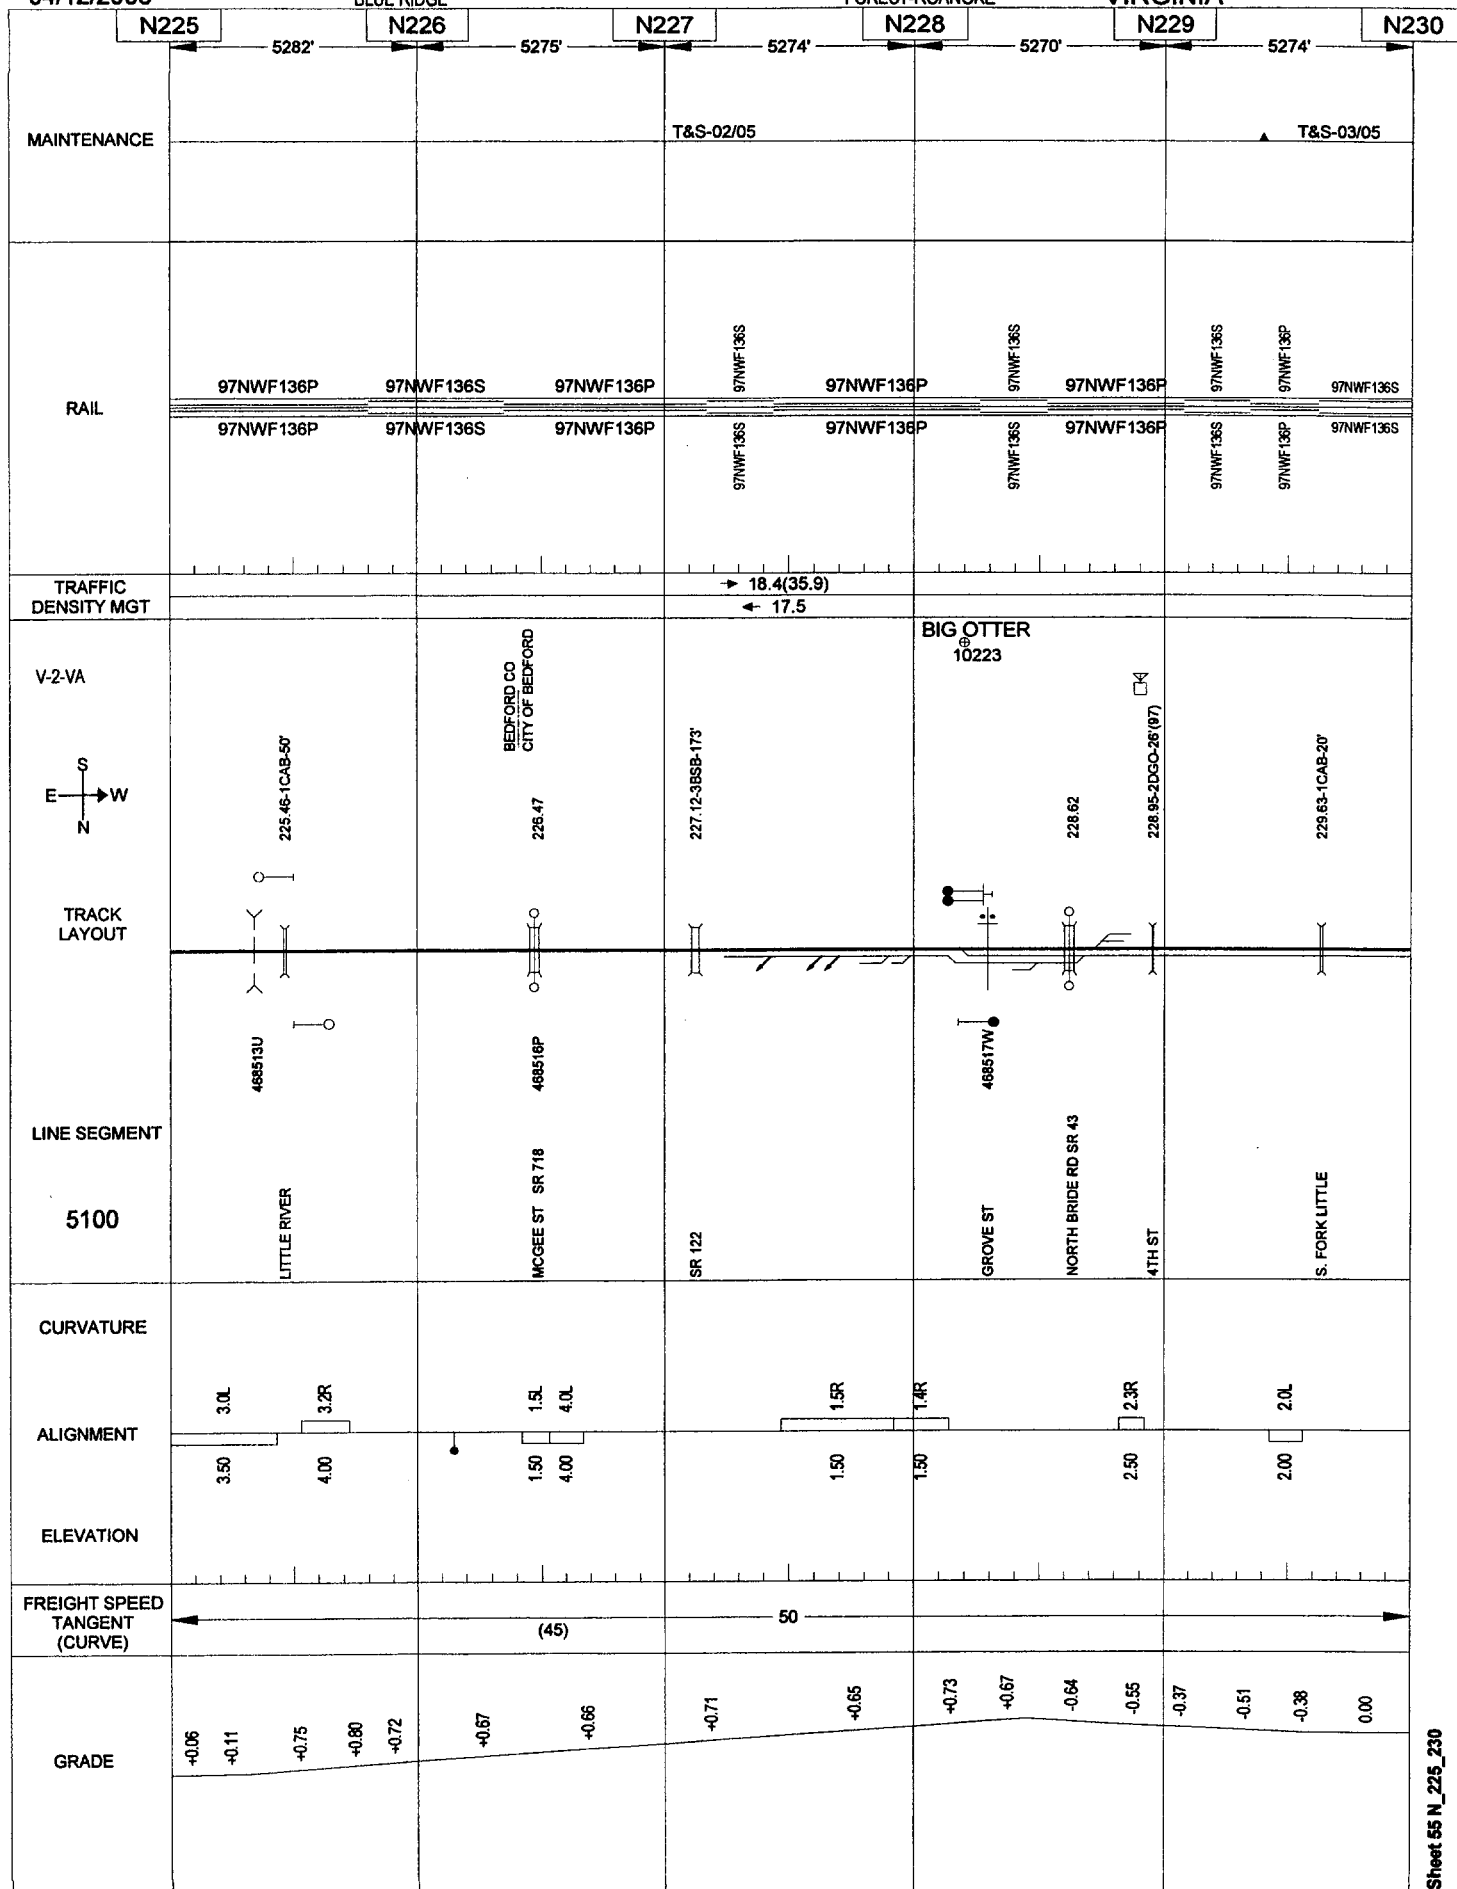 N225 N226 N227 N228 N229 N230
5282' 5275' 5274' 5270' 5274'
MAINTENANCE
T&S-02/05 T&S-03/05
97NWF136S 97NWF136S 97NWF136S 97NWF136P
97NWF136P 97NWF136S 97NWF136P 97NWF136P 97NWF136P 97NWF136S
RAIL
97NWF136P 97NWF136S 97NWF136P 97NWF136P 97NWF136P 97NWF136S
97NWF136S 97NWF136S 97NWF136S 97NWF136P
TRAFFIC
DENSITY MGT
18.4(35.9)
17.5
BIG OTTER
10223
V-2-VA
BEDFORD CO
CITY OF BEDFORD
S
E W
N
225.46-1CAB-50'
226.47
227.12-3BSB-173'
228.62
228.95-2DGO-26'(97)
229.63-1CAB-20'
TRACK
LAYOUT
468513U
468516P
468517W
LINE SEGMENT
5100
LITTLE RIVER
MCGEE ST SR 718
SR 122
GROVE ST
NORTH BRIDE RD SR 43
4TH ST
S. FORK LITTLE
CURVATURE
3.0L 3.2R 1.5L 4.0L 1.5R 1.4R 2.3R 2.0L
ALIGNMENT
3.50 4.00 1.50 4.00 1.50 1.50 2.50 2.00
ELEVATION
FREIGHT SPEED
TANGENT
(CURVE)
50
(45)
GRADE
+0.06 +0.11 +0.75 +0.80 +0.72 +0.67 +0.66 +0.71 +0.65 +0.73 +0.67 -0.64 -0.55 -0.37 -0.51 -0.38 0.00
Sheet 55 N_225_230